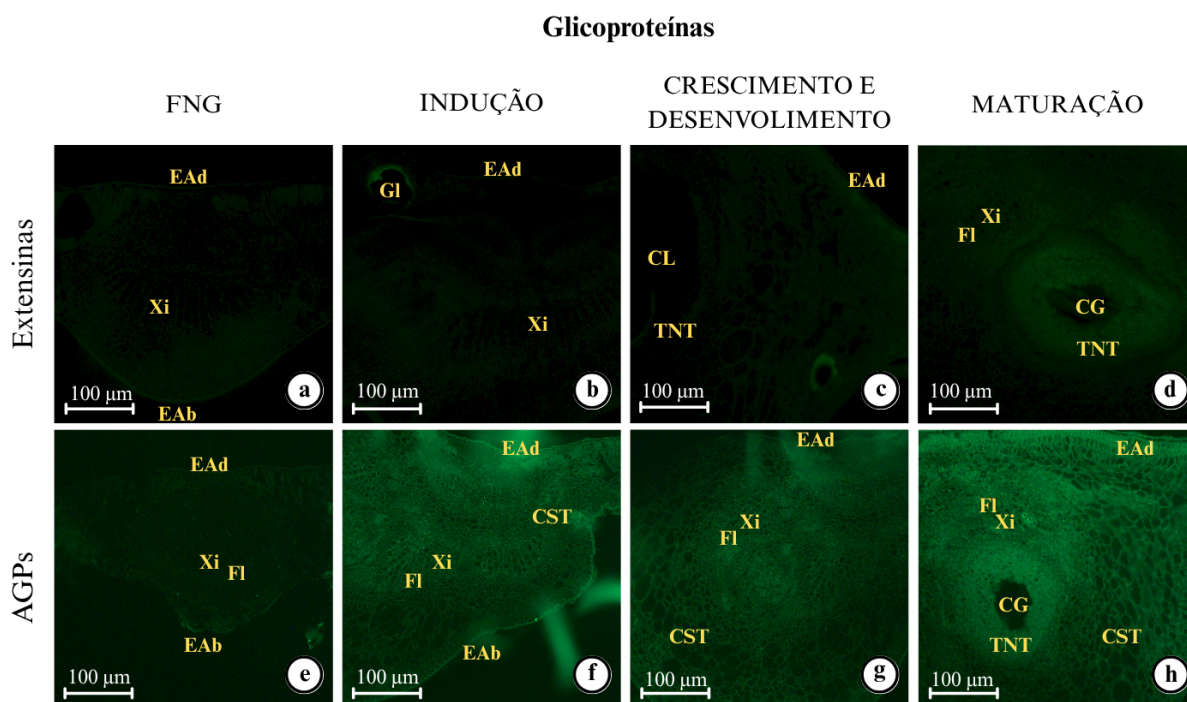 Glicoproteínas
FNG
INDUÇÃO
CRESCIMENTO E
DESENVOLIMENTO
MATURAÇÃO
Extensinas
EAd
Xi
100 µm
EAb
a
Gl
EAd
Xi
100 µm
b
EAd
CL
TNT
100 µm
c
Xi
Fl
CG
TNT
100 µm
d
AGPs
EAd
Xi
Fl
EAb
100 µm
e
EAd
CST
Xi
Fl
EAb
100 µm
f
EAd
Xi
Fl
CST
100 µm
g
EAd
Fl
Xi
CG
TNT
CST
100 µm
h